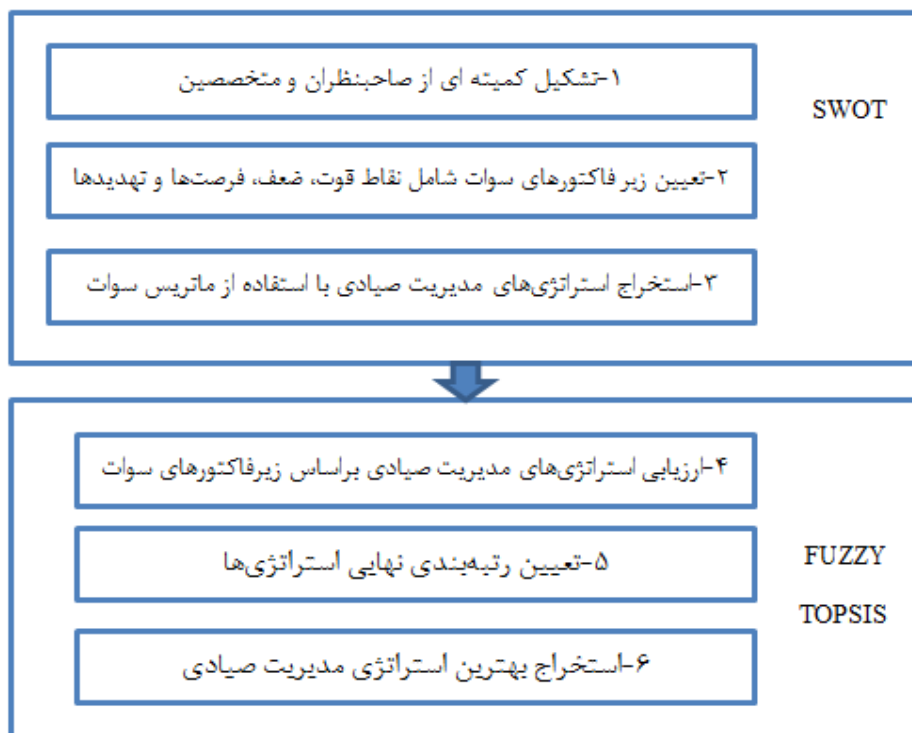 ۱-تشکیل کمیته ای از صاحبنظران و متخصصین
SWOT
۲-تعیین زیر فاکتورهای سوات شامل نقاط قوت، ضعف، فرصت‌ها و تهدیدها
۳-استخراج استراتژی‌های مدیریت صیادی با استفاده از ماتریس سوات
۴-ارزیابی استراتژی‌های مدیریت صیادی براساس زیرفاکتورهای سوات
۵-تعیین رتبه‌بندی نهایی استراتژی‌ها
FUZZY
TOPSIS
۶-استخراج بهترین استراتژی مدیریت صیادی